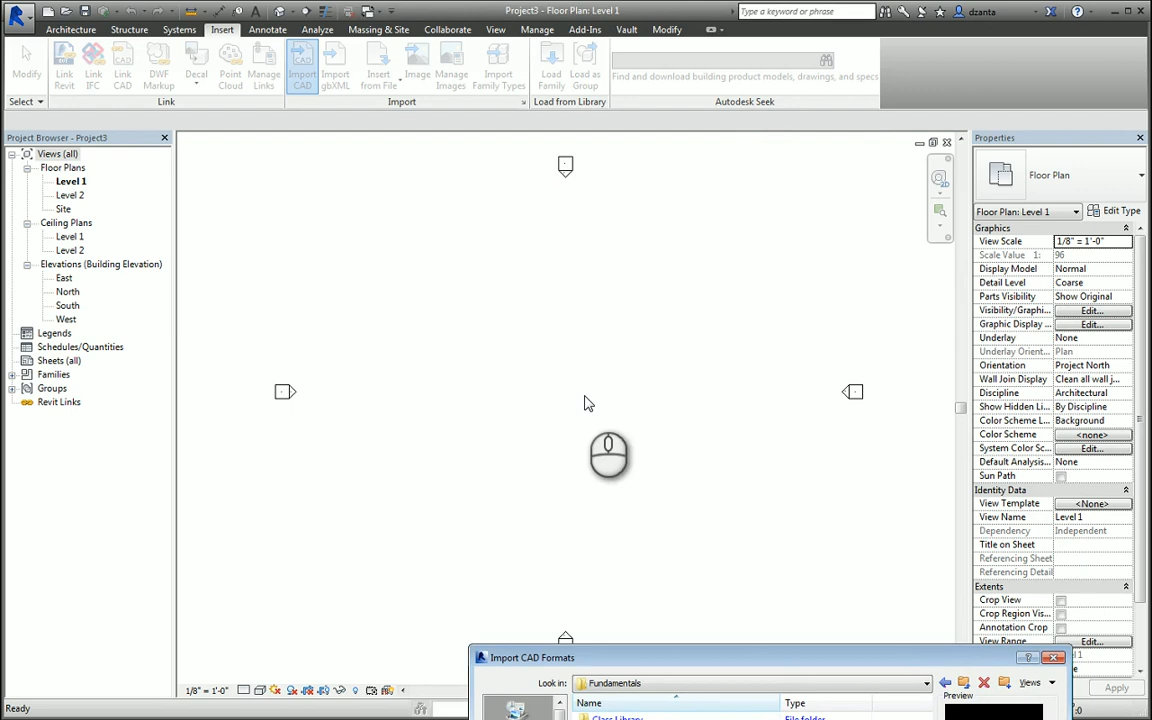 Project3 - Floor Plan: Level 1
Type a keyword or phrase
dzanta
Architecture Structure Systems Insert Annotate Analyze Massing & Site Collaborate View Manage Add-Ins Vault Modify
Modify
Link Revit
Link IFC
Link CAD
DWF Markup
Decal
Point Cloud
Manage Links
Import CAD
Import gbXML
Insert from File
Image
Manage Images
Import Family Types
Load Family
Load as Group
Find and download building product models, drawings, and specs
Select
Link
Import
Load from Library
Autodesk Seek
Project Browser - Project3
Views (all)
Floor Plans
Level 1
Level 2
Site
Ceiling Plans
Level 1
Level 2
Elevations (Building Elevation)
East
North
South
West
Legends
Schedules/Quantities
Sheets (all)
Families
Groups
Revit Links
2D
Properties
Floor Plan
Floor Plan: Level 1
Edit Type
Graphics
View Scale 1/8" = 1'-0"
Scale Value 1: 96
Display Model Normal
Detail Level Coarse
Parts Visibility Show Original
Visibility/Graphi... Edit...
Graphic Display ... Edit...
Underlay None
Underlay Orient... Plan
Orientation Project North
Wall Join Display Clean all wall j...
Discipline Architectural
Show Hidden Li... By Discipline
Color Scheme L... Background
Color Scheme <none>
System Color Sc... Edit...
Default Analysis... None
Sun Path
Identity Data
View Template <None>
View Name Level 1
Dependency Independent
Title on Sheet
Referencing Sheet
Referencing Detail
Extents
Crop View
Crop Region Vis...
Annotation Crop
View Range Edit...
Apply
1/8" = 1'-0"
Ready
Import CAD Formats
Look in: Fundamentals
Views
Preview
Name Type
Class Library File folder